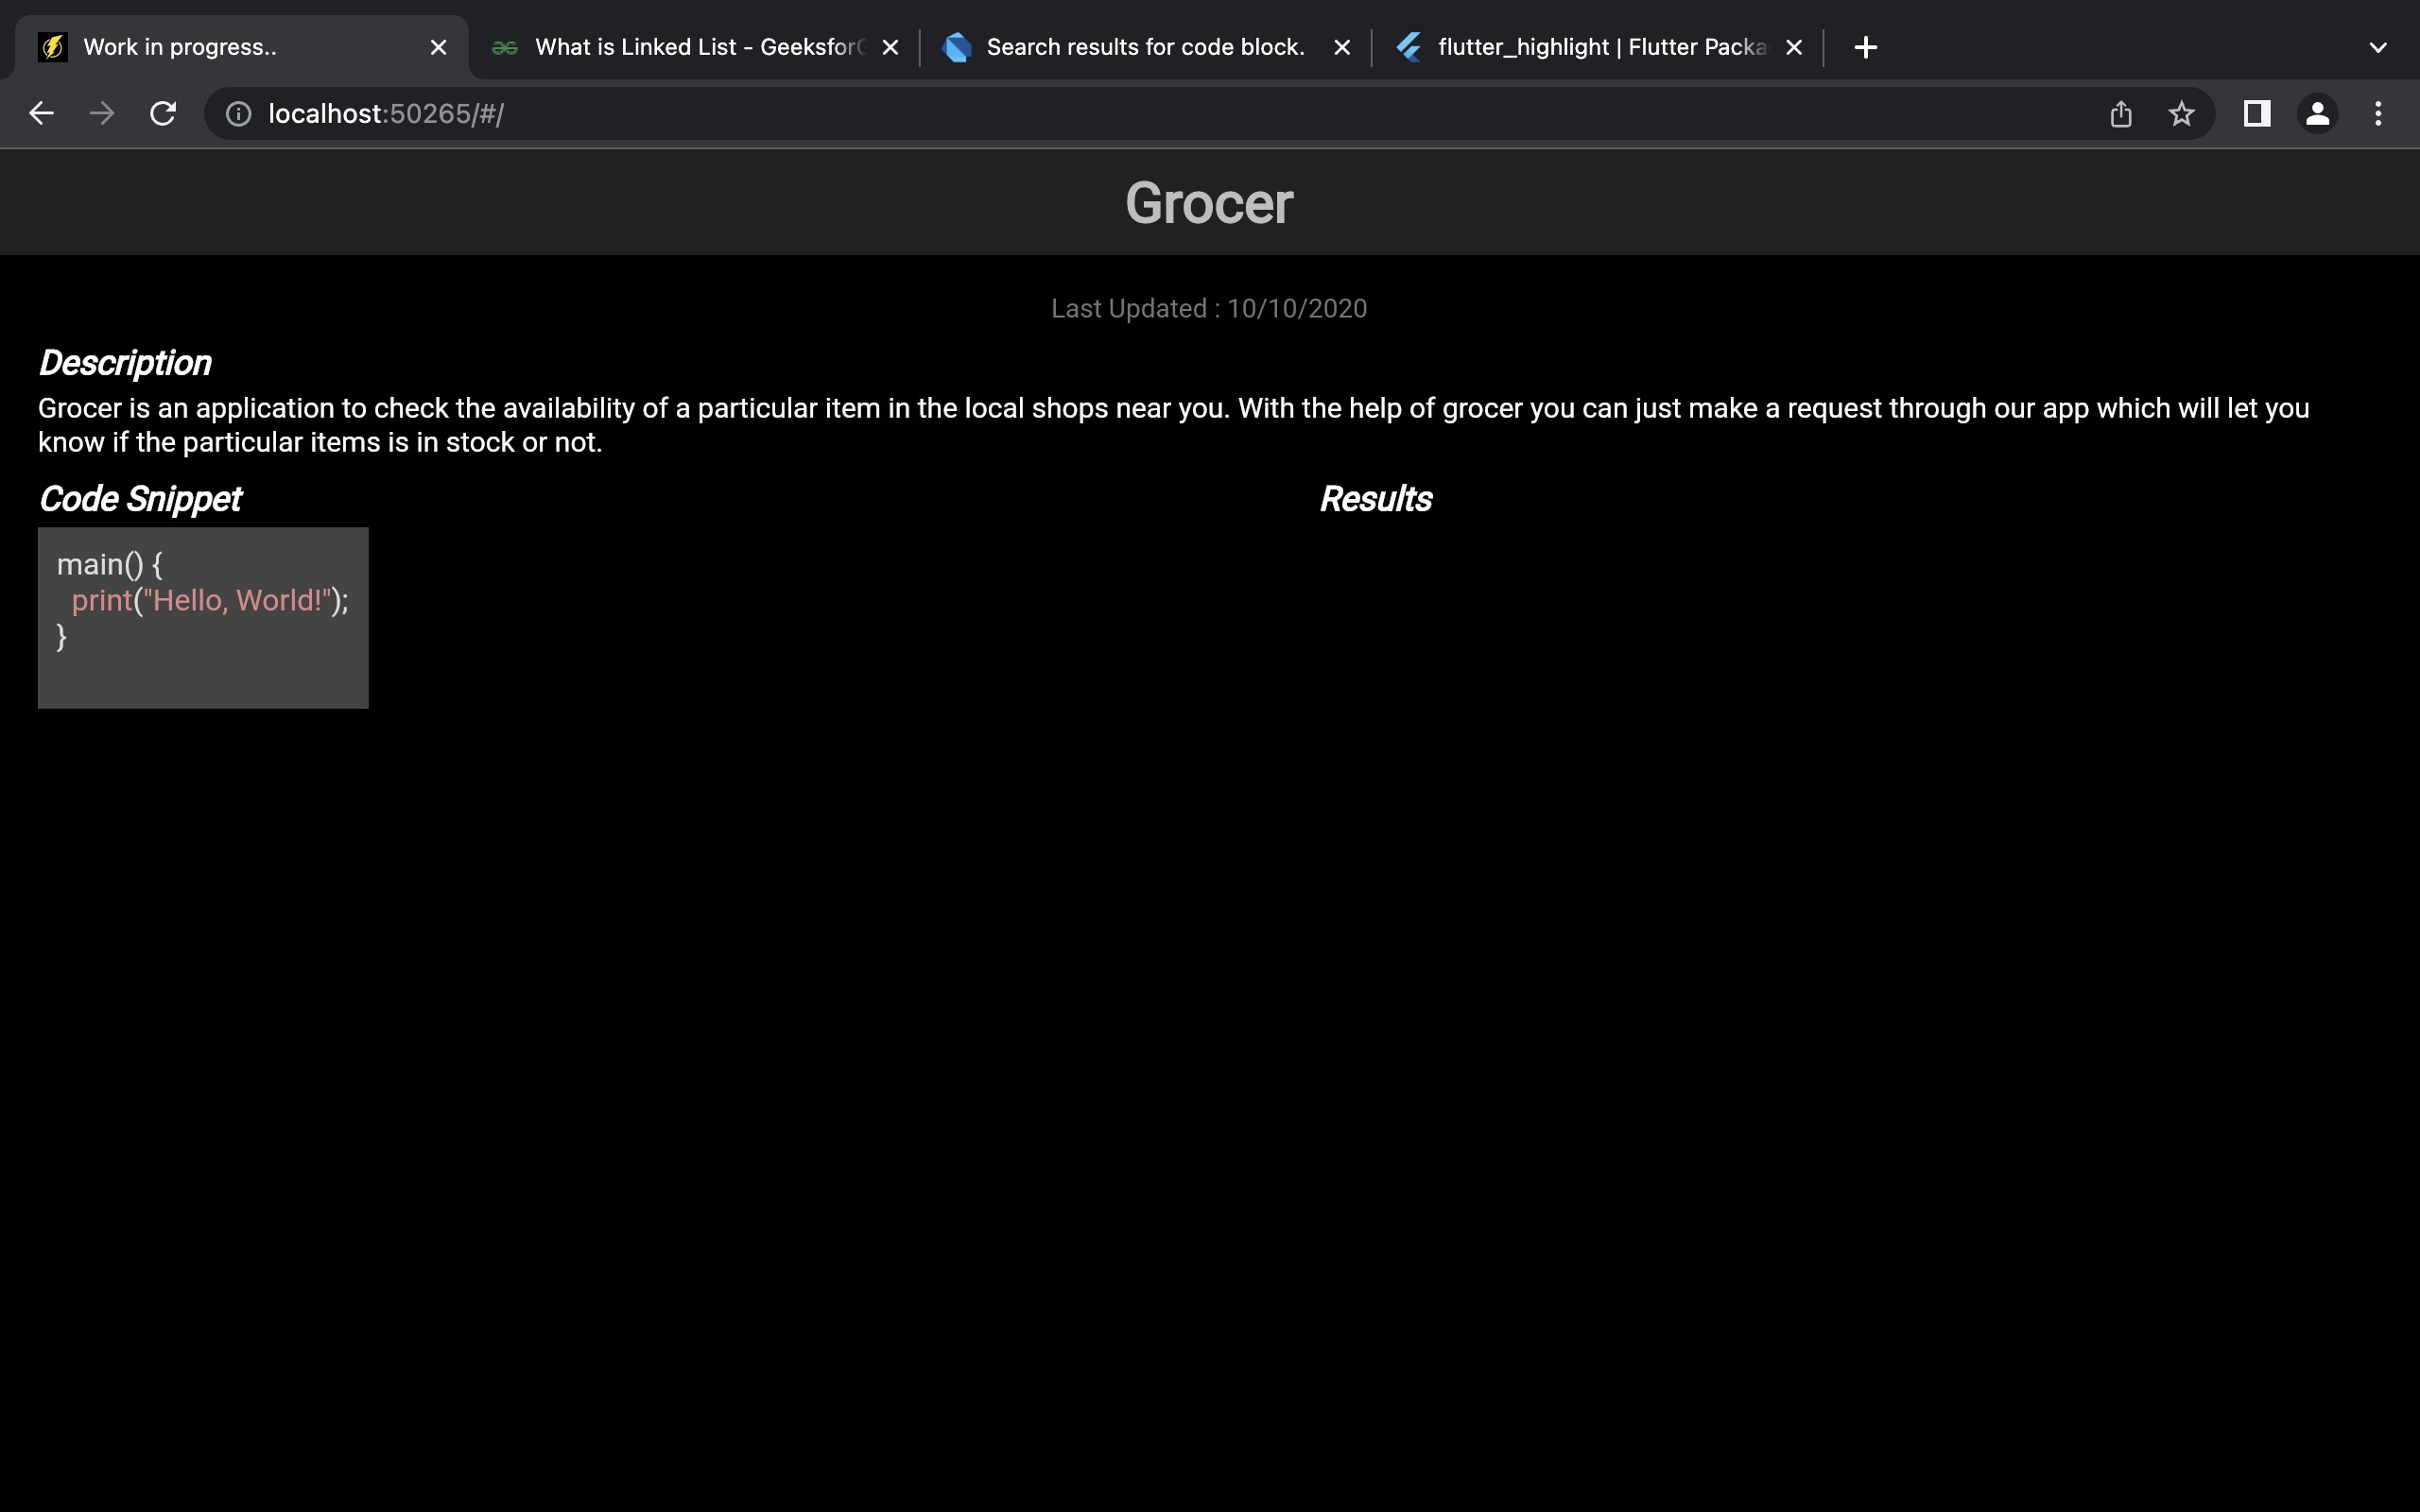 Work in progress..
What is Linked List - Geeksfor
Search results for code block.
flutter_highlight | Flutter Packa
localhost:50265/#/
Grocer
Last Updated : 10/10/2020
Description
Grocer is an application to check the availability of a particular item in the local shops near you. With the help of grocer you can just make a request through our app which will let you
know if the particular items is in stock or not.
Code Snippet
Results
main() {
print("Hello, World!");
}